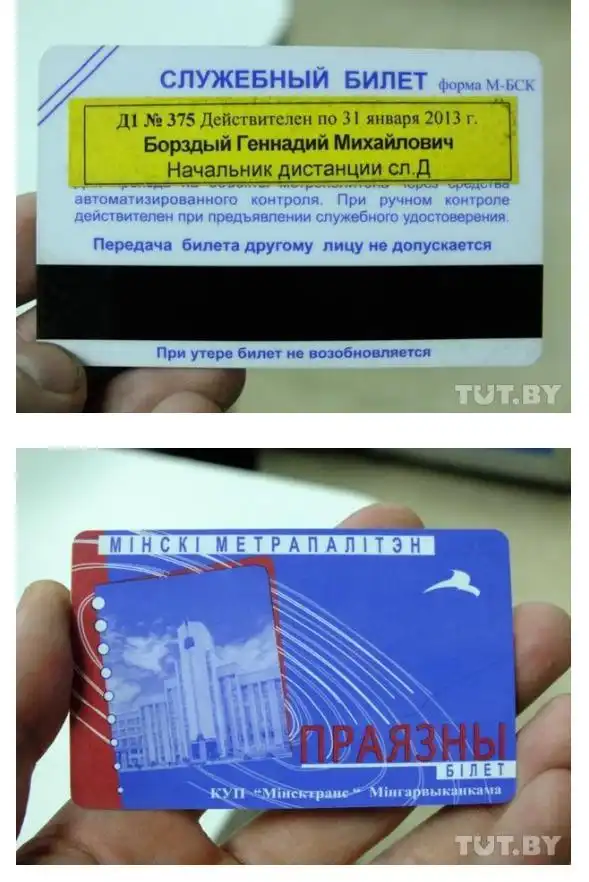 СЛУЖЕБНЫЙ БИЛЕТ форма М-БСК
Д1 № 375 Действителен по 31 января 2013 г.
Борздый Геннадий Михайлович
Начальник дистанции сл.Д
автоматизированного контроля. При ручном контроле
действителен при предъявлении служебного удостоверения.
Передача билета другому лицу не допускается
При утере билет не возобновляется
TUT.BY
МІНСКІ МЕТРАПАЛІТЭН
ПРАЯЗНЫ
БІЛЕТ
КУП "Мінсктранс" Мінгарвыканкама
TUT.BY